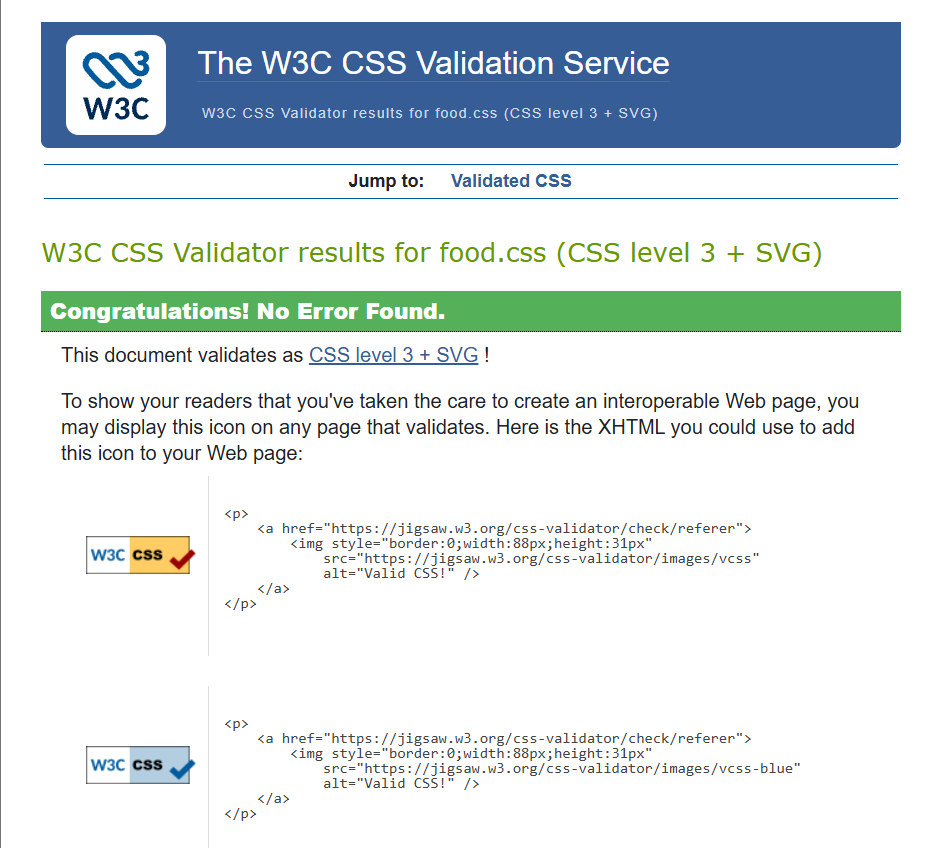 W3C
The W3C CSS Validation Service
W3C CSS Validator results for food.css (CSS level 3 + SVG)
Jump to: Validated CSS
W3C CSS Validator results for food.css (CSS level 3 + SVG)
Congratulations! No Error Found.
This document validates as CSS level 3 + SVG !
To show your readers that you've taken the care to create an interoperable Web page, you
may display this icon on any page that validates. Here is the XHTML you could use to add
this icon to your Web page:
W3C CSS
<p>
    <a href="https://jigsaw.w3.org/css-validator/check/referer">
        <img style="border:0;width:88px;height:31px"
            src="https://jigsaw.w3.org/css-validator/images/vcss"
            alt="Valid CSS!" />
    </a>
</p>
W3C CSS
<p>
    <a href="https://jigsaw.w3.org/css-validator/check/referer">
        <img style="border:0;width:88px;height:31px"
            src="https://jigsaw.w3.org/css-validator/images/vcss-blue"
            alt="Valid CSS!" />
    </a>
</p>